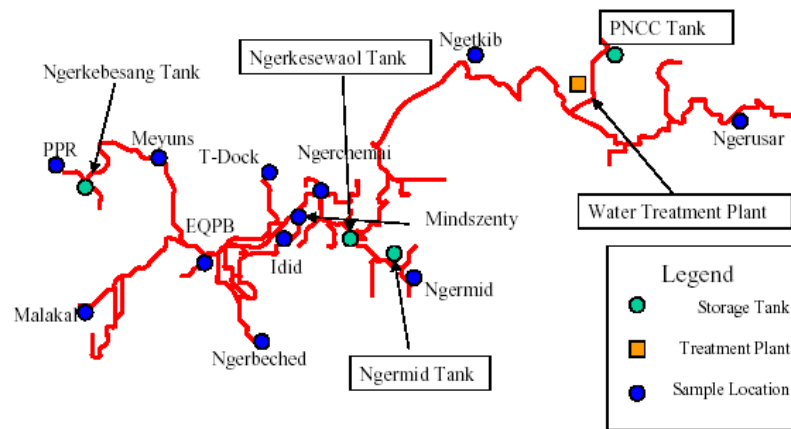 PNCC Tank
Ngetkib
Ngerkesewaol Tank
Ngerkebesang Tank
Ngerusar
PPR
Meyuns
T-Dock
Ngerchemai
Mindszenty
Water Treatment Plant
EQPB
Idid
Ngermid
Malakal
Ngerbeched
Ngermid Tank
Legend
Storage Tank
Treatment Plant
Sample Location